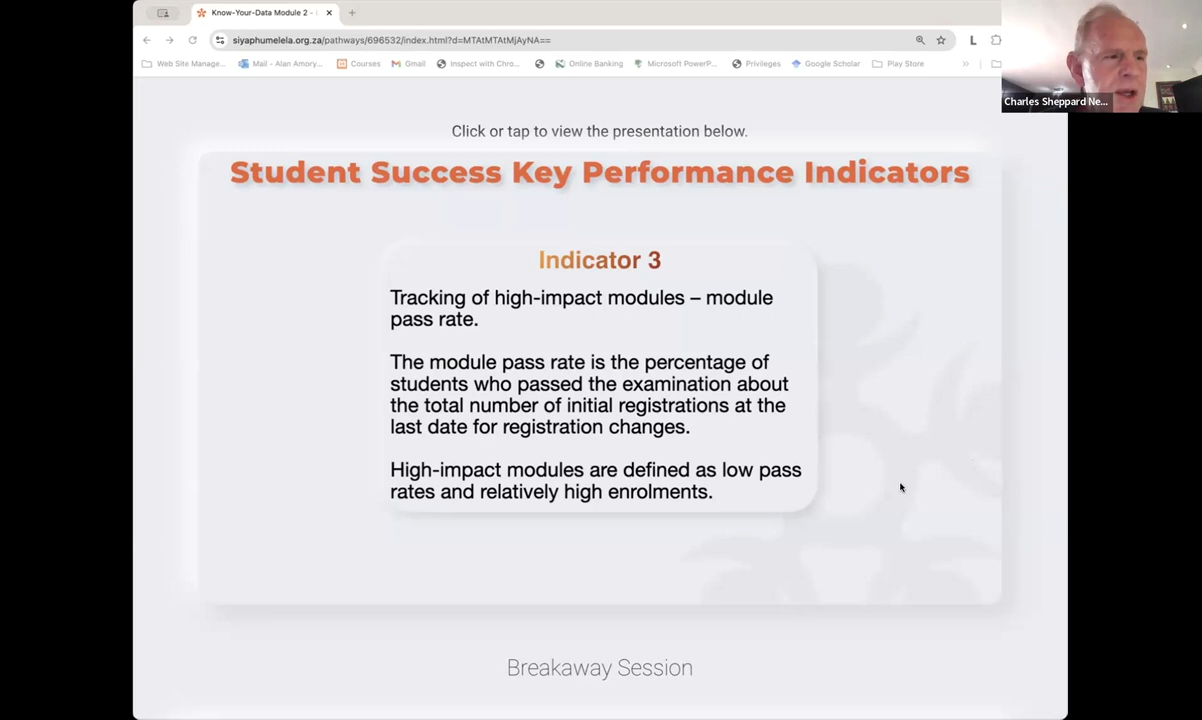 Know-Your-Data Module 2 -
siyaphumelela.org.za/pathways/696532/index.html?d=MTAtMTAtMjAyNA==
Web Site Manage... Mail - Alan Amory,... Courses Gmail Inspect with Chro... Online Banking Microsoft PowerP... Privileges Google Scholar Play Store »
Charles Sheppard Ne...
Click or tap to view the presentation below.
Student Success Key Performance Indicators
Indicator 3
Tracking of high-impact modules – module
pass rate.
The module pass rate is the percentage of
students who passed the examination about
the total number of initial registrations at the
last date for registration changes.
High-impact modules are defined as low pass
rates and relatively high enrolments.
Breakaway Session